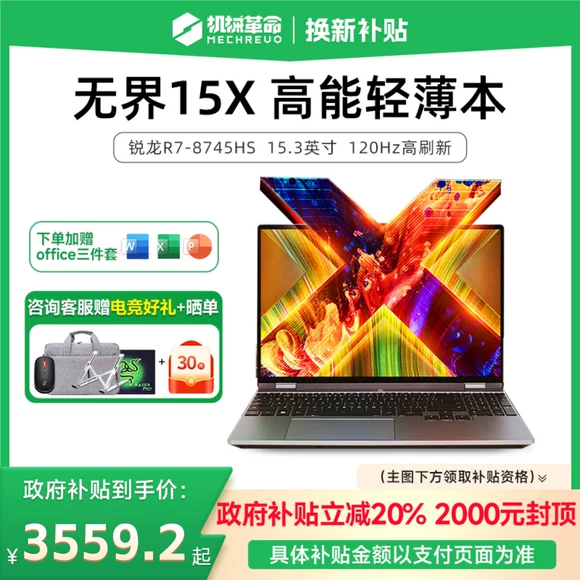 机械革命
MECHREVO
换新补贴
无界15X 高能轻薄本
锐龙R7-8745HS 15.3英寸 120Hz高刷新
下单加赠
office三件套
W
X
P
咨询客服赠电竞好礼+晒单
+
30
(主图下方领取补贴资格)
政府补贴到手价:
¥3559.2起
政府补贴立减20% 2000元封顶
具体补贴金额以支付页面为准